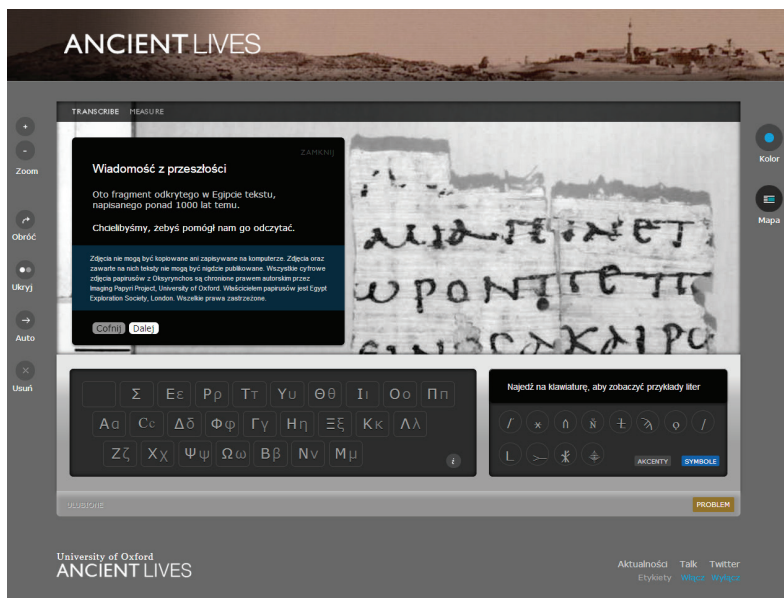 ANCIENT LIVES
TRANSCRIBE MEASURE
+
-
Zoom
Obróć
Ukryj
Auto
Usuń
ZAMKNIJ
Wiadomość z przeszłości
Oto fragment odkrytego w Egipcie tekstu,
napisanego ponad 1000 lat temu.
Chcielibyśmy, żebyś pomógł nam go odczytać.
Zdjęcia nie mogą być kopiowane ani zapisywane na komputerze. Zdjęcia oraz
zawarte na nich teksty nie mogą być nigdzie publikowane. Wszystkie cyfrowe
zdjęcia papirusów z Oksyrynchos są chronione prawem autorskim przez
Imaging Papyri Project, University of Oxford. Właścicielem papirusów jest Egypt
Exploration Society, London. Wszelkie prawa zastrzeżone.
Cofnij Dalej
ΩΡΟΝΤΙΤΕΤΙ
Kolor
Mapa
Σ Εε Ρρ Ττ Υυ Θθ Ιι Οο Ππ
Αα Cc Δδ Φφ Γγ Ηη Ξξ Κκ Λλ
Ζζ Χχ Ψψ Ωω Ββ Νν Μμ
i
Najedź na klawiaturę, aby zobaczyć przykłady liter
AKCENTY SYMBOLE
ULUBIONE
PROBLEM
University of Oxford
ANCIENT LIVES
Aktualności Talk Twitter
Etykiety Włącz Wyłącz